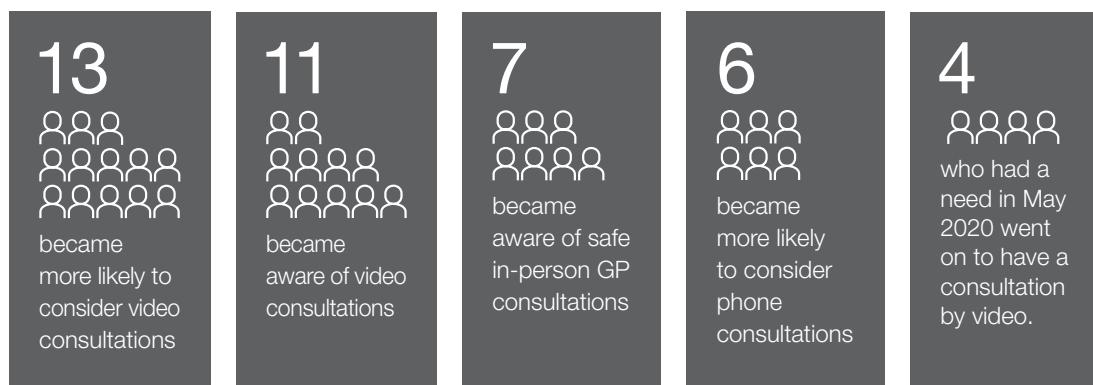 13
became
more likely to
consider video
consultations
11
became
aware of video
consultations
7
became
aware of safe
in-person GP
consultations
6
became
more likely
to consider
phone
consultations
4
who had a
need in May
2020 went
on to have a
consultation
by video.